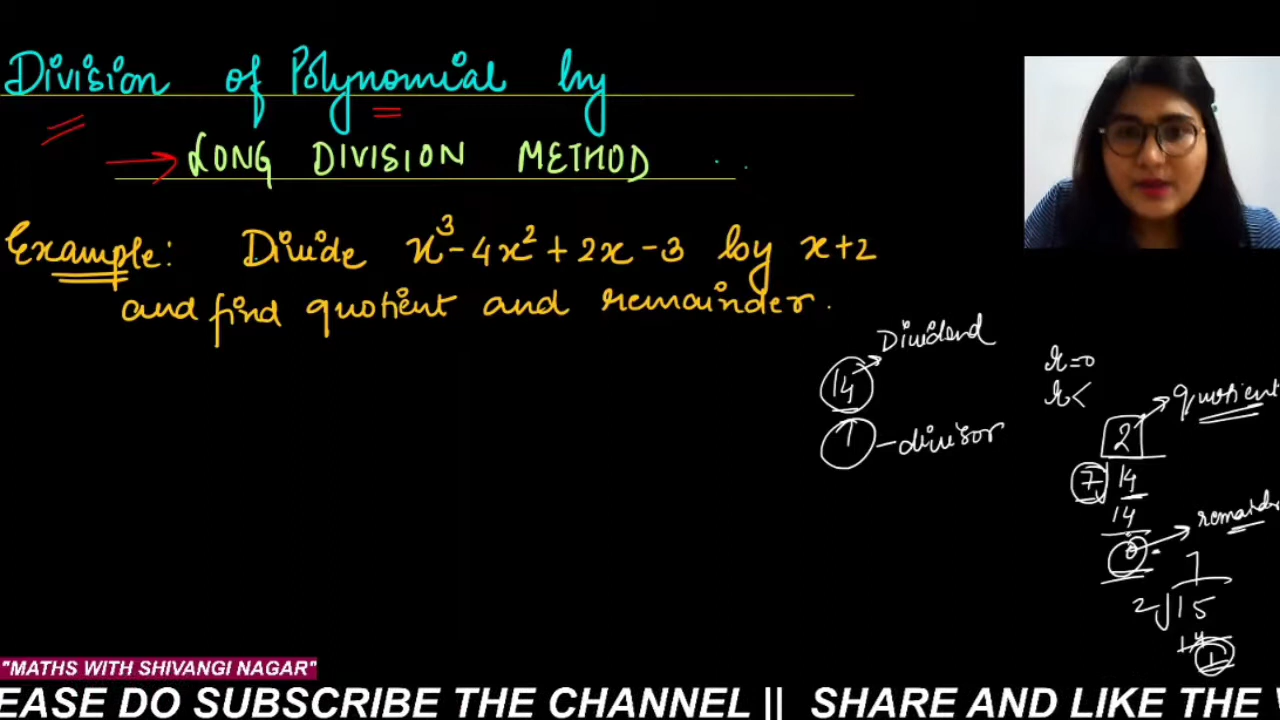 Division of Polynomial by
LONG DIVISION METHOD
Example: Divide x³-4x²+2x-3 by x+2
and find quotient and remainder.
Dividend
14
r=0
r<
quotient
2
divisor
7 14
14
0
7
2 15
14
1
"MATHS WITH SHIVANGI NAGAR"
EASE DO SUBSCRIBE THE CHANNEL || SHARE AND LIKE THE V